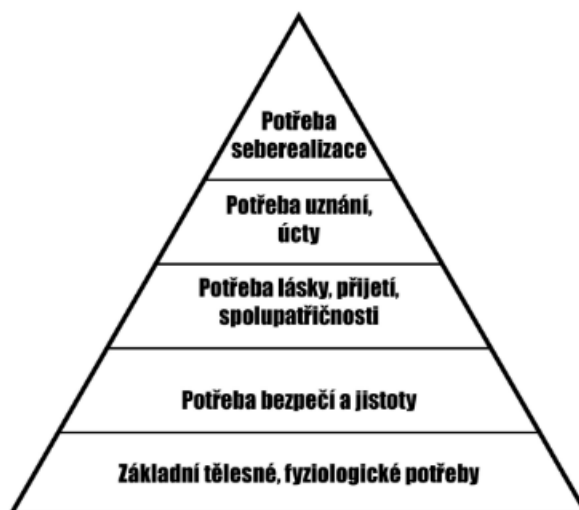 Potřeba
seberealizace
Potřeba uznání,
úcty
Potřeba lásky, přijetí,
spolupatřičnosti
Potřeba bezpečí a jistoty
Základní tělesné, fyziologické potřeby